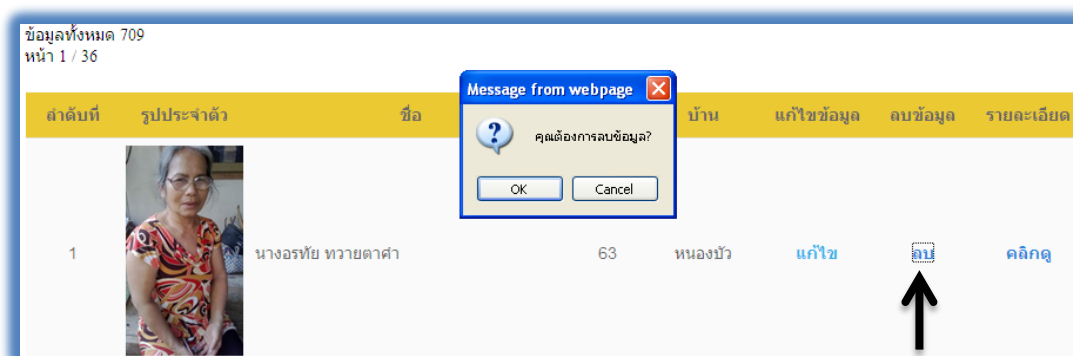 ข้อมูลทั้งหมด 709
หน้า 1 / 36
Message from webpage
ลำดับที่ รูปประจำตัว ชื่อ บ้าน แก้ไขข้อมูล ลบข้อมูล รายละเอียด
คุณต้องการลบข้อมูล?
OK Cancel
1 นางอรทัย ทวายตาคำ 63 หนองบัว แก้ไข ลบ คลิกดู